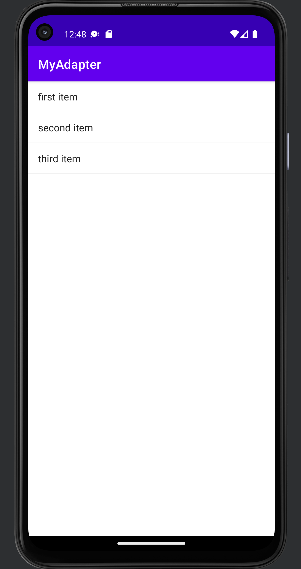 12:48
MyAdapter
first item
second item
third item